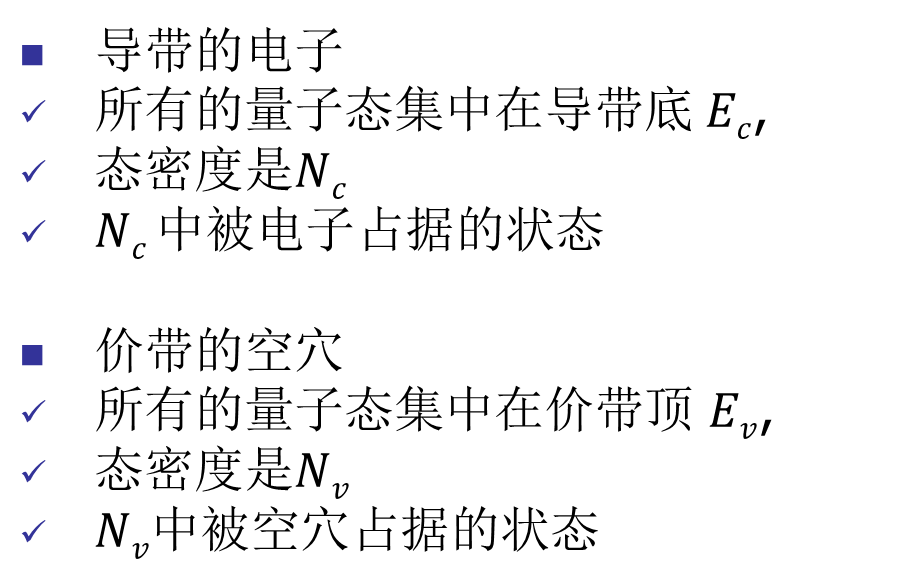 ■ 导带的电子
✓ 所有的量子态集中在导带底 E_c,
✓ 态密度是N_c
✓ N_c 中被电子占据的状态
■ 价带的空穴
✓ 所有的量子态集中在价带顶 E_v,
✓ 态密度是N_v
✓ N_v中被空穴占据的状态